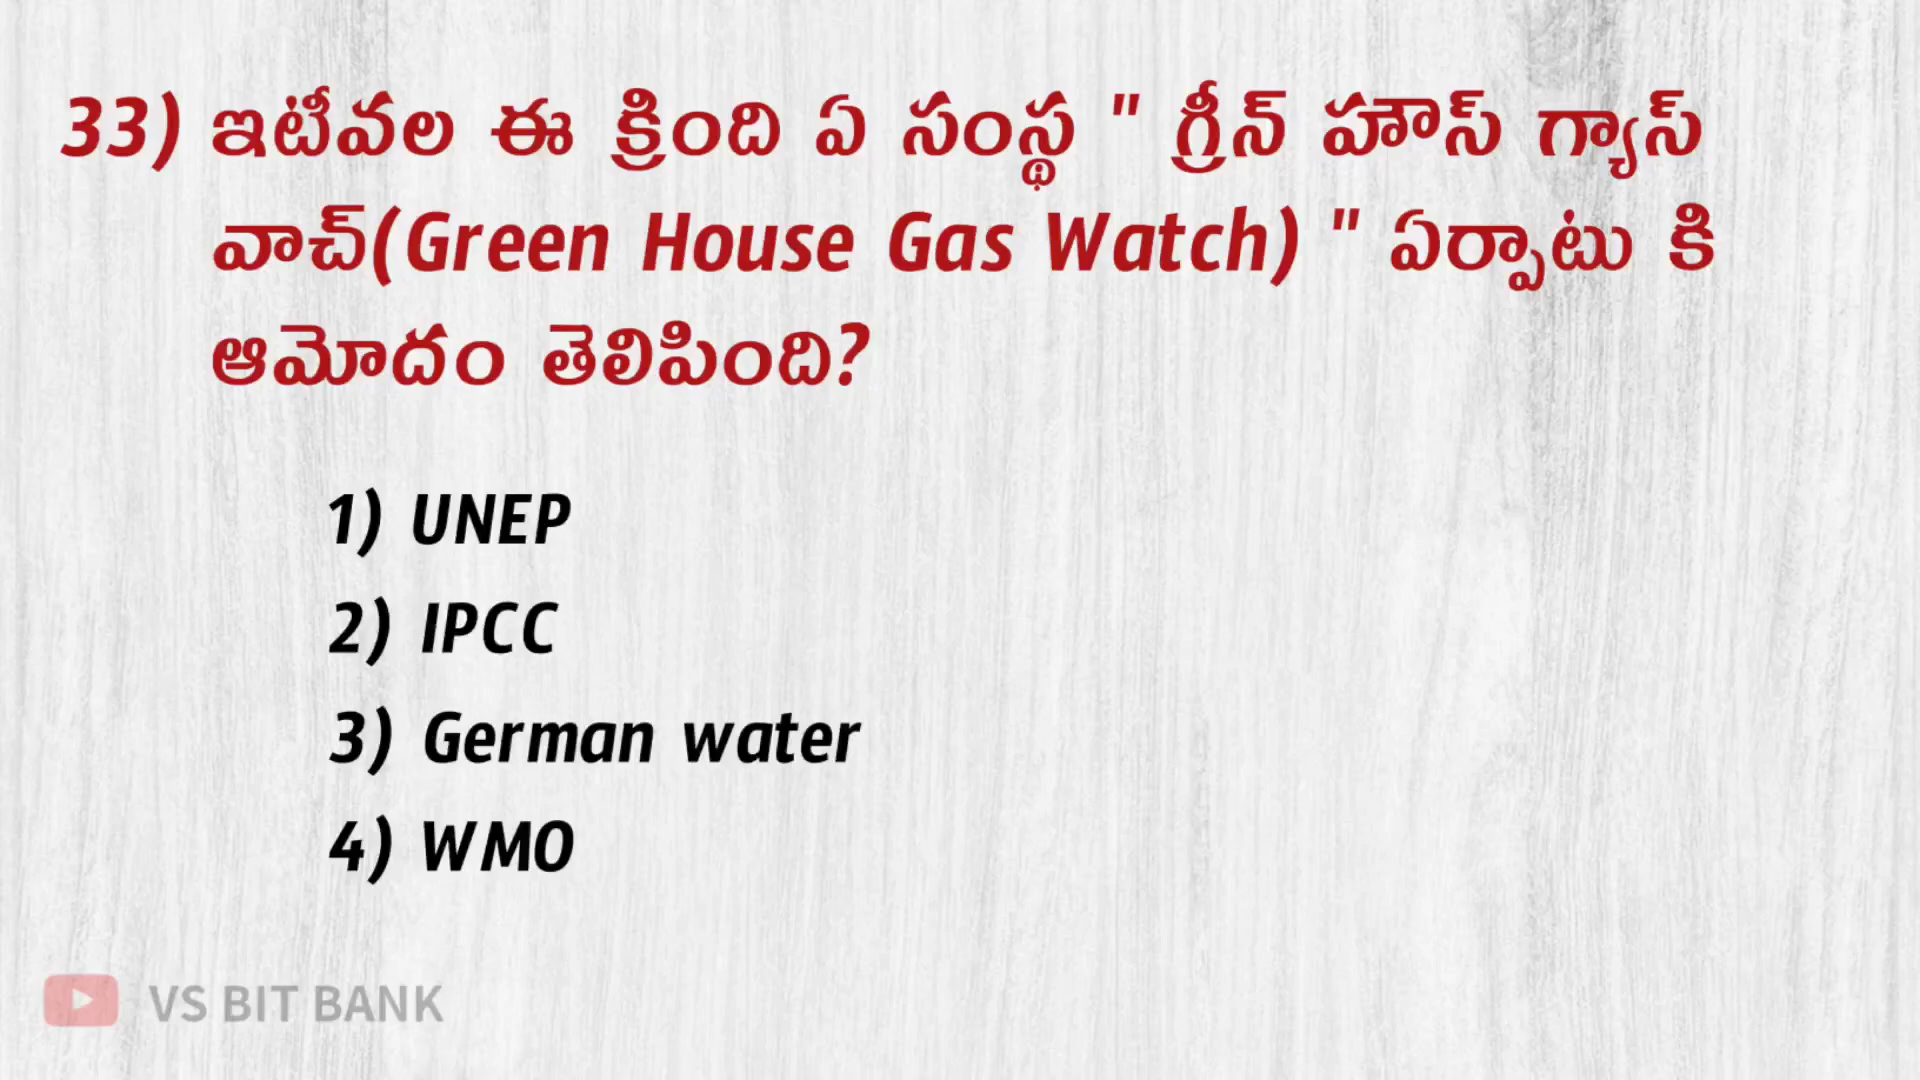 33) ఇటీవల ఈ క్రింది ఏ సంస్థ " గ్రీన్ హౌస్ గ్యాస్
వాచ్(Green House Gas Watch) " ఏర్పాటు కి
ఆమోదం తెలిపింది?
1) UNEP
2) IPCC
3) German water
4) WMO
VS BIT BANK